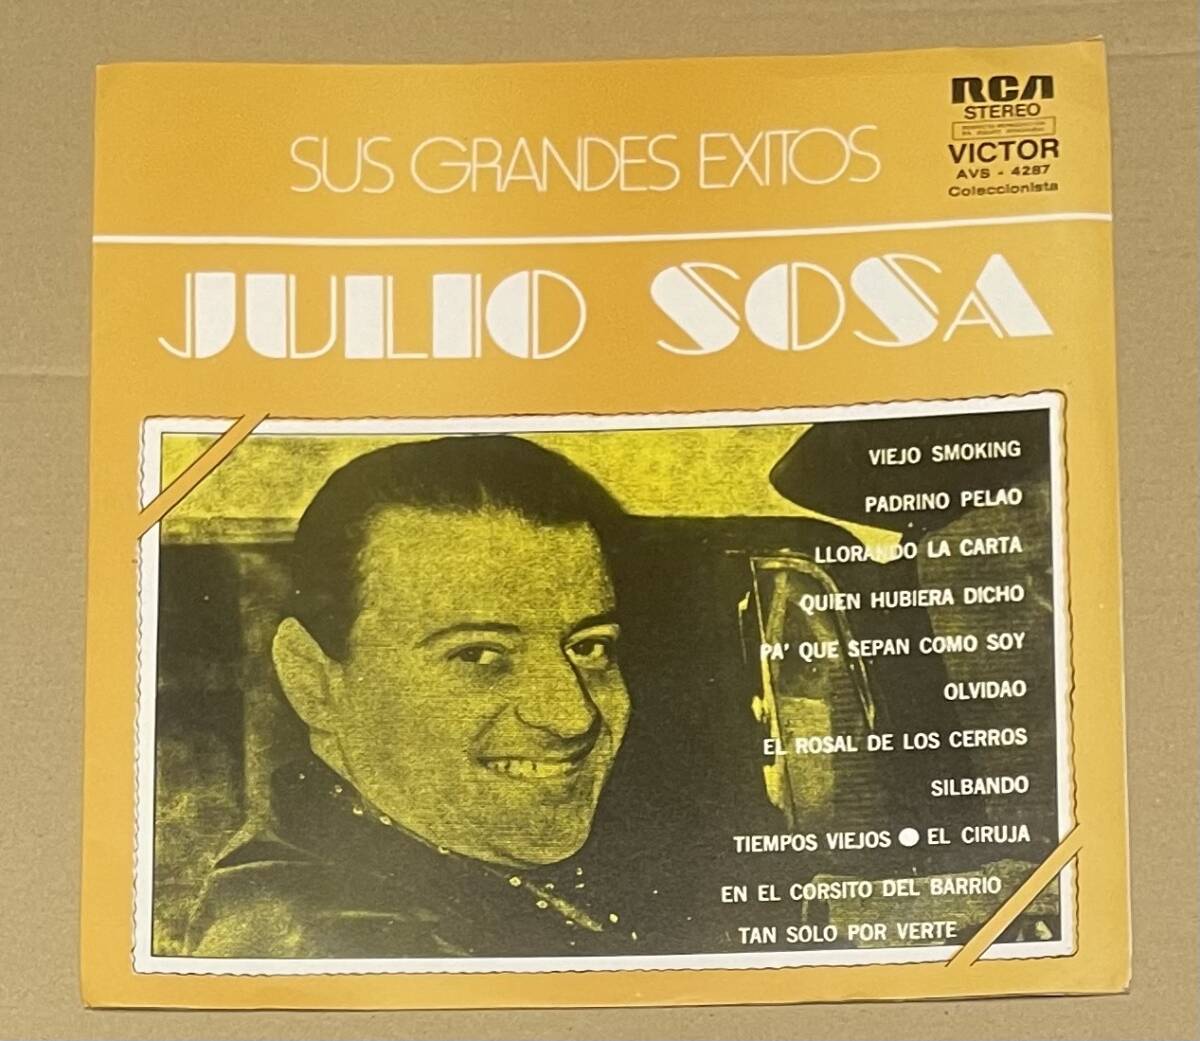 RCA
STEREO
VICTOR
AVS - 4287
Coleccionista
SUS GRANDES EXITOS
JULIO SOSA
VIEJO SMOKING
PADRINO PELAO
LLORANDO LA CARTA
QUIEN HUBIERA DICHO
PA' QUE SEPAN COMO SOY
OLVIDAO
EL ROSAL DE LOS CERROS
SILBANDO
TIEMPOS VIEJOS ● EL CIRUJA
EN EL CORSITO DEL BARRIO
TAN SOLO POR VERTE